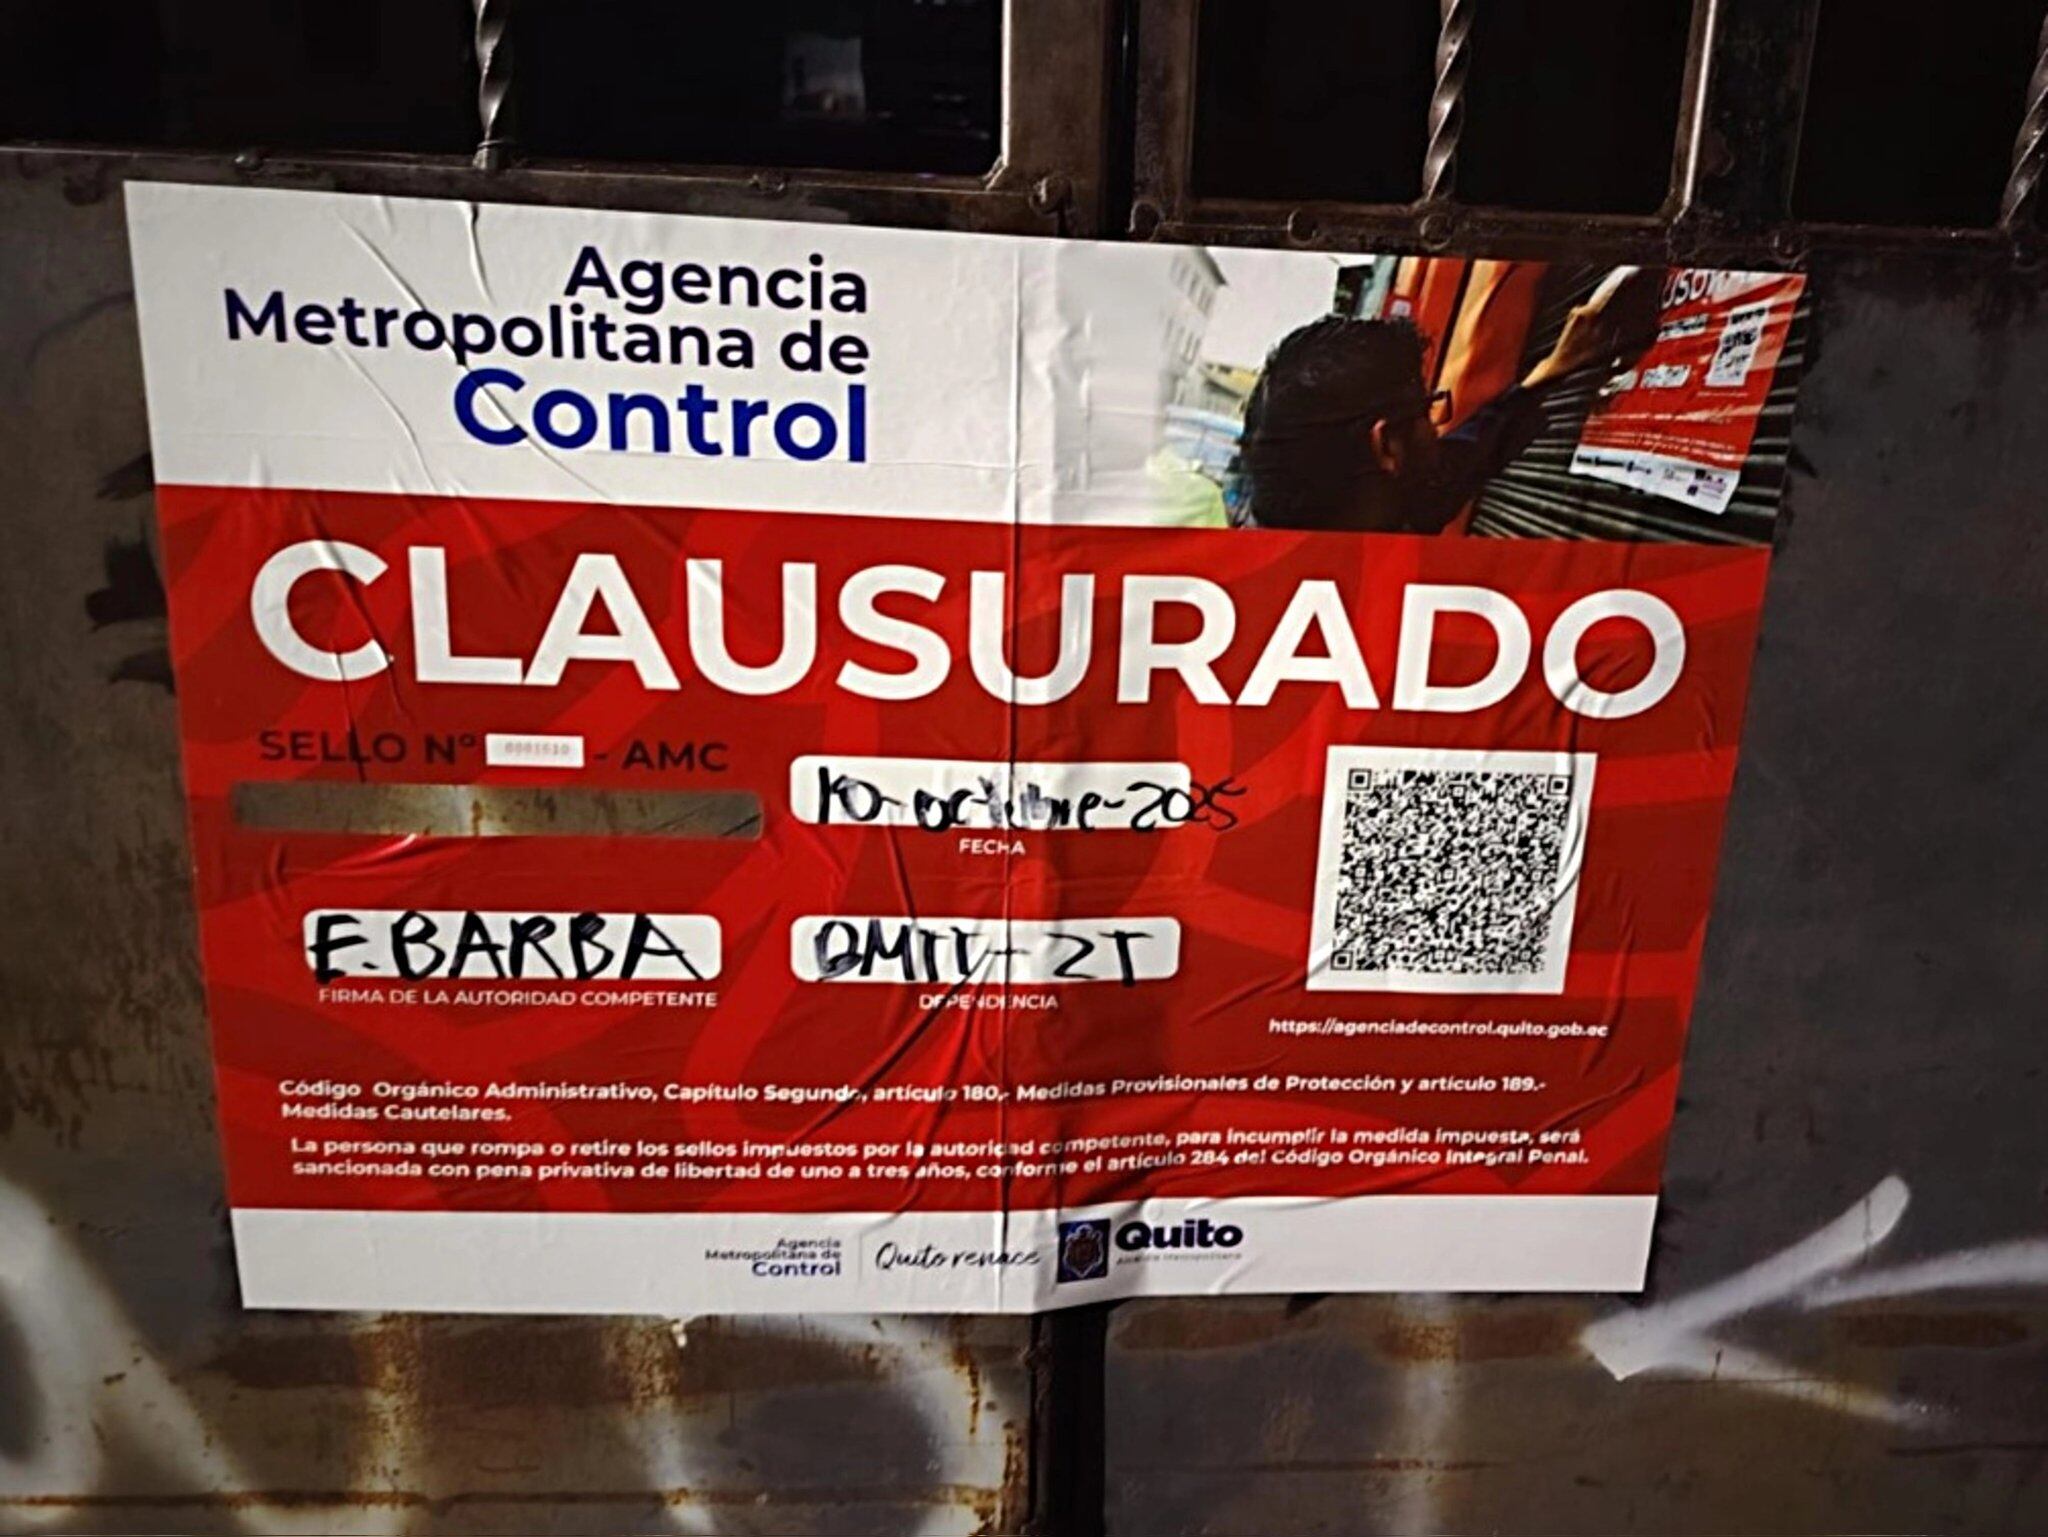 Agencia
Metropolitana de
Control
CLAUSURADO
SELLO Nº 0001510 - AMC
10-octubre-2025
FECHA
E. BARBA
FIRMA DE LA AUTORIDAD COMPETENTE
DEPENDENCIA
https://agenciadecontrol.quito.gob.ec
Código Orgánico Administrativo, Capítulo Segundo, artículo 180.- Medidas Provisionales de Protección y artículo 189.-
Medidas Cautelares.
La persona que rompa o retire los sellos impuestos por la autoridad competente, para incumplir la medida impuesta, será
sancionada con pena privativa de libertad de uno a tres años, conforme el artículo 284 del Código Orgánico Integral Penal.
Agencia
Metropolitana de
Control
Quito renace
Quito
Alcaldía Metropolitana